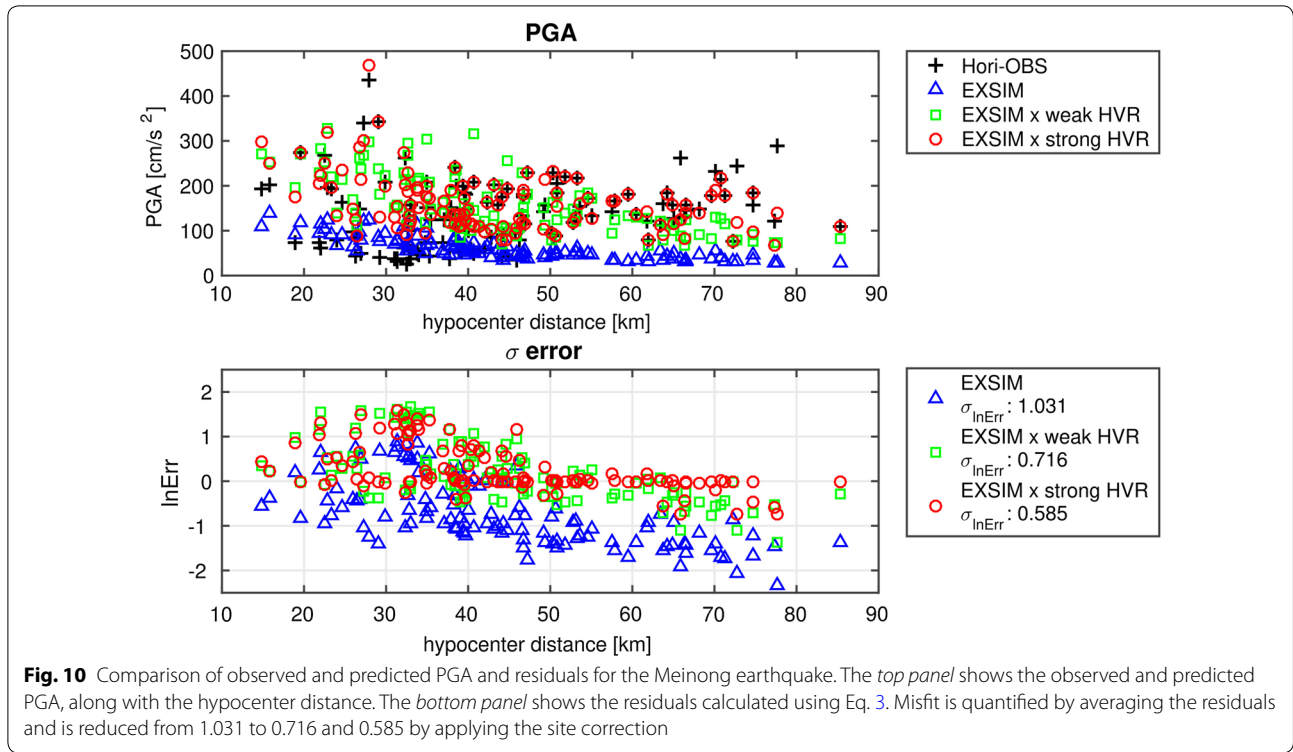 PGA
500
400
300
200
100
0
PGA [cm/s ²]
10 20 30 40 50 60 70 80 90
hypocenter distance [km]
Hori-OBS
EXSIM
EXSIM x weak HVR
EXSIM x strong HVR
σ error
2
1
0
-1
-2
lnErr
10 20 30 40 50 60 70 80 90
hypocenter distance [km]
EXSIM
σlnErr : 1.031
EXSIM x weak HVR
σlnErr : 0.716
EXSIM x strong HVR
σlnErr : 0.585
Fig. 10 Comparison of observed and predicted PGA and residuals for the Meinong earthquake. The top panel shows the observed and predicted
PGA, along with the hypocenter distance. The bottom panel shows the residuals calculated using Eq. 3. Misfit is quantified by averaging the residuals
and is reduced from 1.031 to 0.716 and 0.585 by applying the site correction